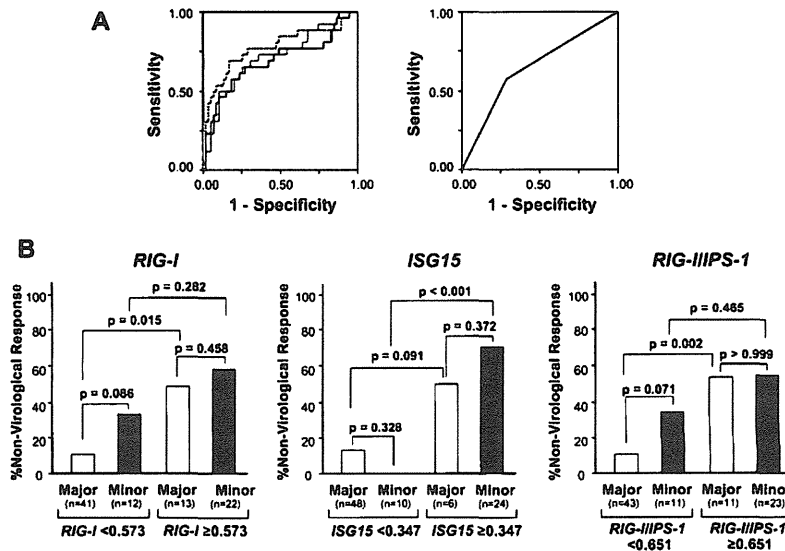 A
1.00
0.50
0.00
Sensitivity
0.00 0.50 1.00
1 - Specificity
1.00
0.50
0.00
Sensitivity
0.00 0.50 1.00
1 - Specificity
B
RIG-I
%Non-Virological Response
100
80
60
40
20
0
p = 0.282
p = 0.015
p = 0.458
p = 0.086
Major Minor Major Minor
(n=41) (n=12) (n=13) (n=22)
RIG-I <0.573 RIG-I ≥0.573
ISG15
%Non-Virological Response
100
80
60
40
20
0
p < 0.001
p = 0.372
p = 0.091
p = 0.328
Major Minor Major Minor
(n=48) (n=10) (n=6) (n=24)
ISG15 <0.347 ISG15 ≥0.347
RIG-I/IPS-1
%Non-Virological Response
100
80
60
40
20
0
p = 0.465
p = 0.002
p > 0.999
p = 0.071
Major Minor Major Minor
(n=43) (n=11) (n=11) (n=23)
RIG-I/IPS-1 RIG-I/IPS-1
<0.651 ≥0.651